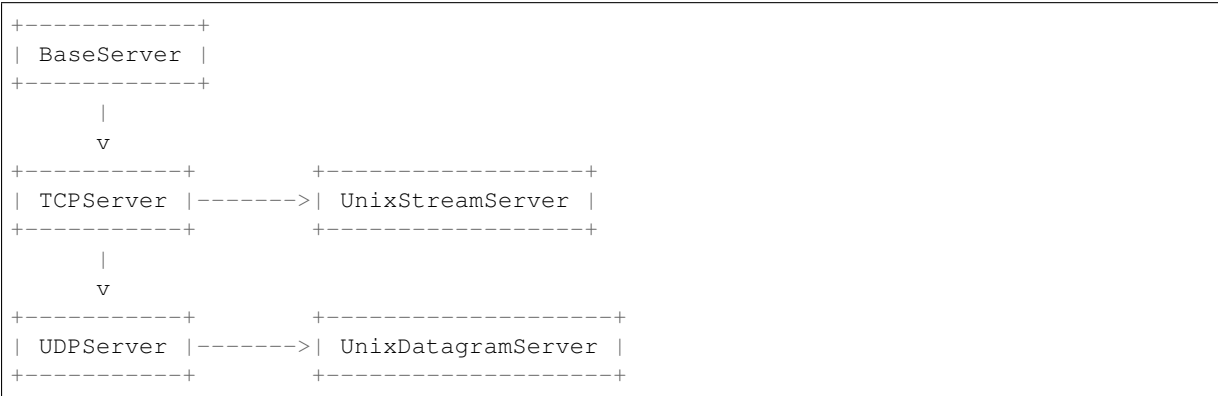 +------------+
| BaseServer |
+------------+
      |
      v
+-----------+        +------------------+
| TCPServer |------->| UnixStreamServer |
+-----------+        +------------------+
      |
      v
+-----------+        +--------------------+
| UDPServer |------->| UnixDatagramServer |
+-----------+        +--------------------+